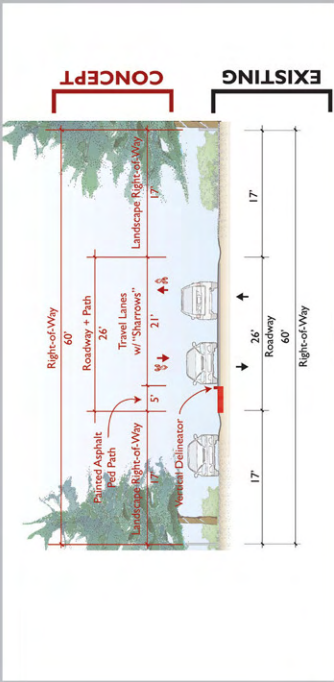 CONCEPT
Right-of-Way
60'
Roadway + Path
26'
Painted Asphalt
Ped Path
Travel Lanes
w/ "Sharrows"
Landscape Right-of-Way
17'
5'
21'
Landscape Right-of-Way
17'
Vertical Delineator
EXISTING
17'
26'
17'
Roadway
60'
Right-of-Way